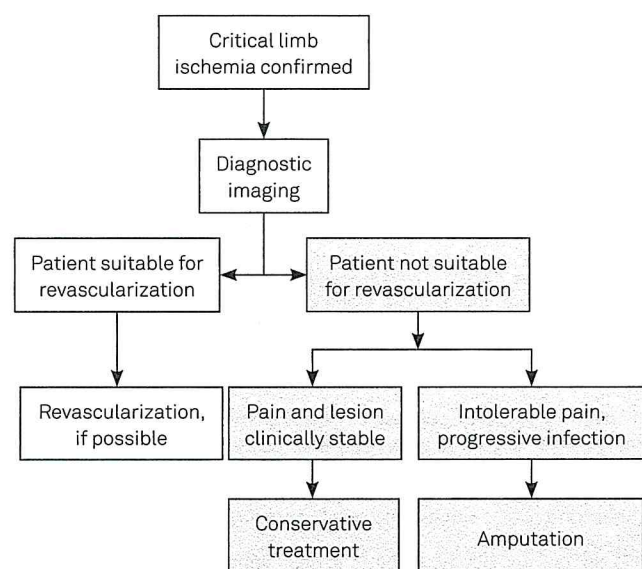 Critical limb
ischemia confirmed
Diagnostic
imaging
Patient suitable for
revascularization
Patient not suitable
for revascularization
Revascularization,
if possible
Pain and lesion
clinically stable
Intolerable pain,
progressive infection
Conservative
treatment
Amputation